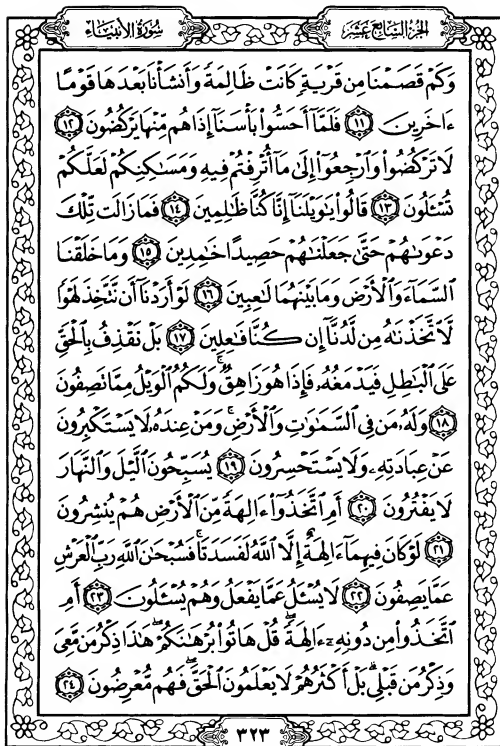 الجزء السابع عشر
سورة الأنبياء
وَكَمْ قَصَمْنَا مِن قَرْيَةٍ كَانَتْ ظَالِمَةً وَأَنشَأْنَا بَعْدَهَا قَوْمًا
ءَاخَرِينَ ١١ فَلَمَّآ أَحَسُّوا۟ بَأْسَنَآ إِذَا هُم مِّنْهَا يَرْكُضُونَ ١٢
لَا تَرْكُضُوا۟ وَٱرْجِعُوٓا۟ إِلَىٰ مَآ أُتْرِفْتُمْ فِيهِ وَمَسَـٰكِنِكُمْ لَعَلَّكُمْ
تُسْـَٔلُونَ ١٣ قَالُوا۟ يَـٰوَيْلَنَآ إِنَّا كُنَّا ظَـٰلِمِينَ ١٤ فَمَا زَالَت تِّلْكَ
دَعْوَىٰهُمْ حَتَّىٰ جَعَلْنَـٰهُمْ حَصِيدًا خَـٰمِدِينَ ١٥ وَمَا خَلَقْنَا
ٱلسَّمَآءَ وَٱلْأَرْضَ وَمَا بَيْنَهُمَا لَـٰعِبِينَ ١٦ لَوْ أَرَدْنَآ أَن نَّتَّخِذَ لَهْوًا
لَّٱتَّخَذْنَـٰهُ مِن لَّدُنَّآ إِن كُنَّا فَـٰعِلِينَ ١٧ بَلْ نَقْذِفُ بِٱلْحَقِّ
عَلَى ٱلْبَـٰطِلِ فَيَدْمَغُهُۥ فَإِذَا هُوَ زَاهِقٌ ۚ وَلَكُمُ ٱلْوَيْلُ مِمَّا تَصِفُونَ
١٨ وَلَهُۥ مَن فِى ٱلسَّمَـٰوَٰتِ وَٱلْأَرْضِ ۚ وَمَنْ عِندَهُۥ لَا يَسْتَكْبِرُونَ
عَنْ عِبَادَتِهِۦ وَلَا يَسْتَحْسِرُونَ ١٩ يُسَبِّحُونَ ٱلَّيْلَ وَٱلنَّهَارَ
لَا يَفْتُرُونَ ٢٠ أَمِ ٱتَّخَذُوٓا۟ ءَالِهَةً مِّنَ ٱلْأَرْضِ هُمْ يُنشِرُونَ
٢١ لَوْ كَانَ فِيهِمَآ ءَالِهَةٌ إِلَّا ٱللَّهُ لَفَسَدَتَا ۚ فَسُبْحَـٰنَ ٱللَّهِ رَبِّ ٱلْعَرْشِ
عَمَّا يَصِفُونَ ٢٢ لَا يُسْـَٔلُ عَمَّا يَفْعَلُ وَهُمْ يُسْـَٔلُونَ ٢٣ أَمِ
ٱتَّخَذُوا۟ مِن دُونِهِۦٓ ءَالِهَةً ۖ قُلْ هَاتُوا۟ بُرْهَـٰنَكُمْ ۖ هَـٰذَا ذِكْرُ مَن مَّعِىَ
وَذِكْرُ مَن قَبْلِى ۗ بَلْ أَكْثَرُهُمْ لَا يَعْلَمُونَ ٱلْحَقَّ ۖ فَهُم مُّعْرِضُونَ ٢٤
٣٢٣